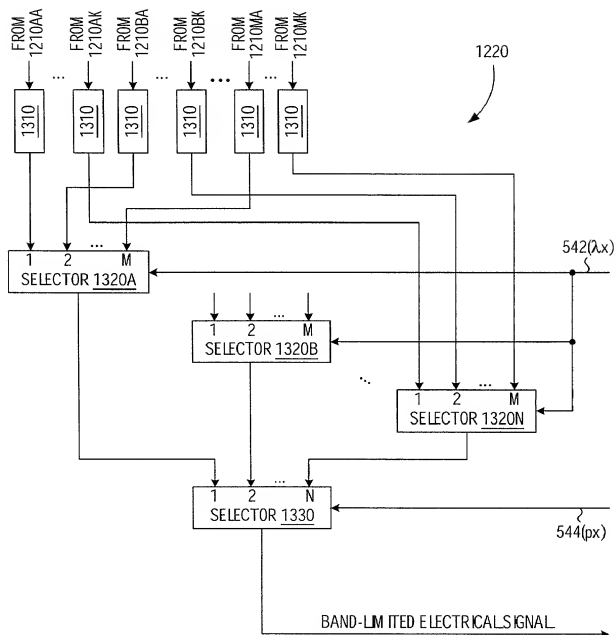 FROM 1210AA
FROM 1210AK
FROM 1210BA
FROM 1210BK
FROM 1210MA
FROM 1210MK
... ... ... ...
1220
1310
1310
1310
1310
1310
1310
1 2 ... M
SELECTOR 1320A
542(λx)
1 2 ... M
SELECTOR 1320B
...
1 2 ... M
SELECTOR 1320N
1 2 ... N
SELECTOR 1330
544(px)
BAND-LIMITED ELECTRICAL SIGNAL